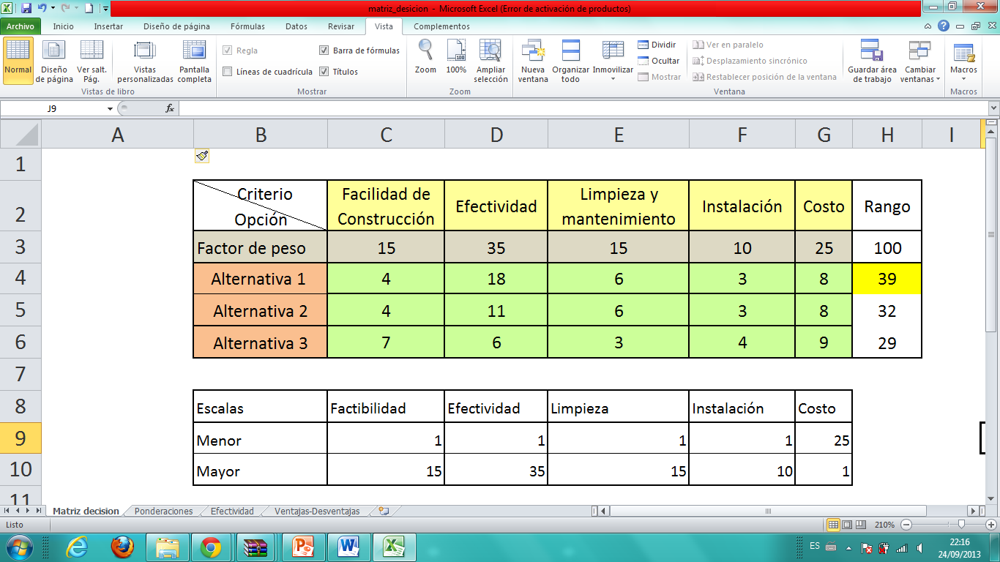 matriz_desicion - Microsoft Excel (Error de activación de productos)
Archivo Inicio Insertar Diseño de página Fórmulas Datos Revisar Vista Complementos
Normal
Diseño de página
Ver salt. Pág.
Vistas personalizadas
Pantalla completa
Vistas de libro
Regla
Barra de fórmulas
Líneas de cuadrícula
Títulos
Mostrar
Zoom
100%
Ampliar selección
Zoom
Nueva ventana
Organizar todo
Inmovilizar
Dividir
Ocultar
Mostrar
Ver en paralelo
Desplazamiento sincrónico
Restablecer posición de la ventana
Ventana
Guardar área de trabajo
Cambiar ventanas
Macros
Macros
J9 fx
A B C D E F G H I
1
2 Criterio Opción Facilidad de Construcción Efectividad Limpieza y mantenimiento Instalación Costo Rango
3 Factor de peso 15 35 15 10 25 100
4 Alternativa 1 4 18 6 3 8 39
5 Alternativa 2 4 11 6 3 8 32
6 Alternativa 3 7 6 3 4 9 29
7
8 Escalas Factibilidad Efectividad Limpieza Instalación Costo
9 Menor 1 1 1 1 25
10 Mayor 15 35 15 10 1
11
Matriz decision Ponderaciones Efectividad Ventajas-Desventajas
Listo 210%
ES 22:16
24/09/2013